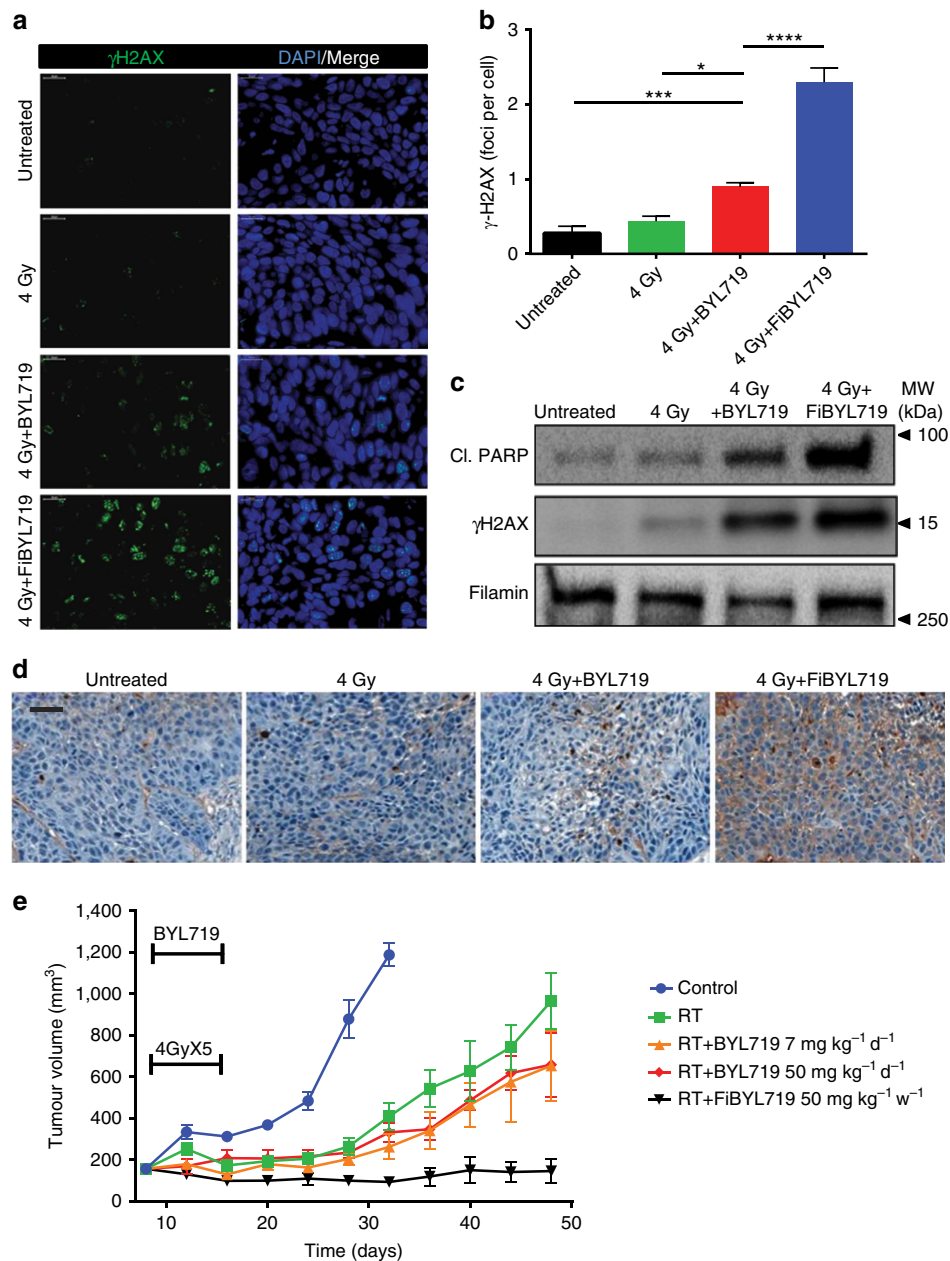 a
γH2AX
DAPI/Merge
Untreated
4 Gy
4 Gy+BYL719
4 Gy+FiBYL719
b
γ-H2AX (foci per cell)
3
2
1
0
*
***
****
Untreated
4 Gy
4 Gy+BYL719
4 Gy+FiBYL719
c
Untreated
4 Gy
4 Gy
+BYL719
4 Gy+
FiBYL719
MW
(kDa)
Cl. PARP
100
γH2AX
15
Filamin
250
d
Untreated
4 Gy
4 Gy+BYL719
4 Gy+FiBYL719
e
Tumour volume (mm³)
1,400
1,200
1,000
800
600
400
200
0
BYL719
4GyX5
10
20
30
40
50
Time (days)
Control
RT
RT+BYL719 7 mg kg⁻¹ d⁻¹
RT+BYL719 50 mg kg⁻¹ d⁻¹
RT+FiBYL719 50 mg kg⁻¹ w⁻¹